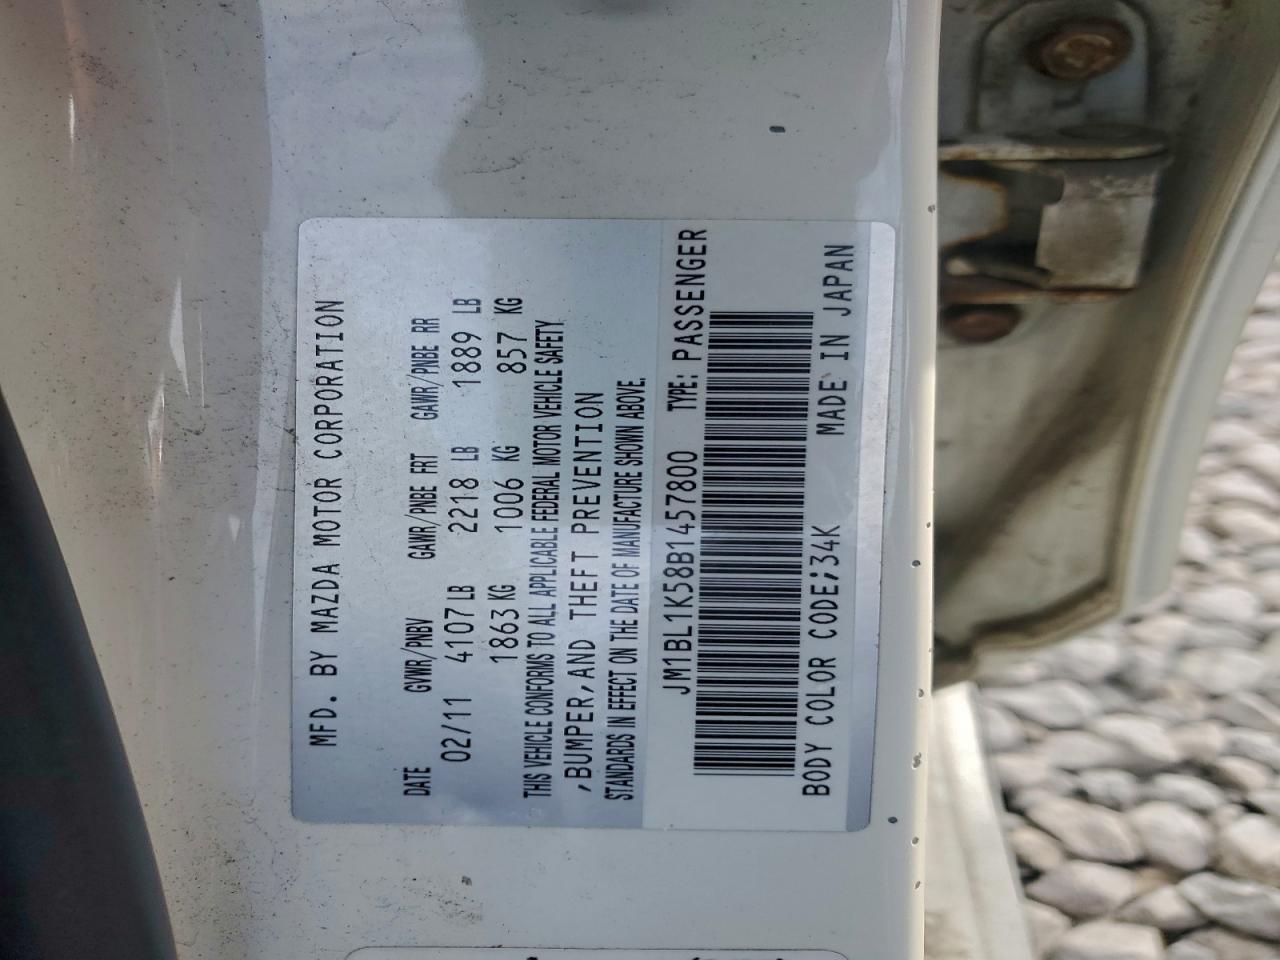 MFD. BY MAZDA MOTOR CORPORATION
DATE GVWR/PNBV GAWR/PNBE FRT GAWR/PNBE RR
02/11 4107 LB 2218 LB 1889 LB
1863 KG 1006 KG 857 KG
THIS VEHICLE CONFORMS TO ALL APPLICABLE FEDERAL MOTOR VEHICLE SAFETY
,BUMPER,AND THEFT PREVENTION
STANDARDS IN EFFECT ON THE DATE OF MANUFACTURE SHOWN ABOVE.
JM1BL1K58B1457800 TYPE: PASSENGER
BODY COLOR CODE;34K MADE IN JAPAN